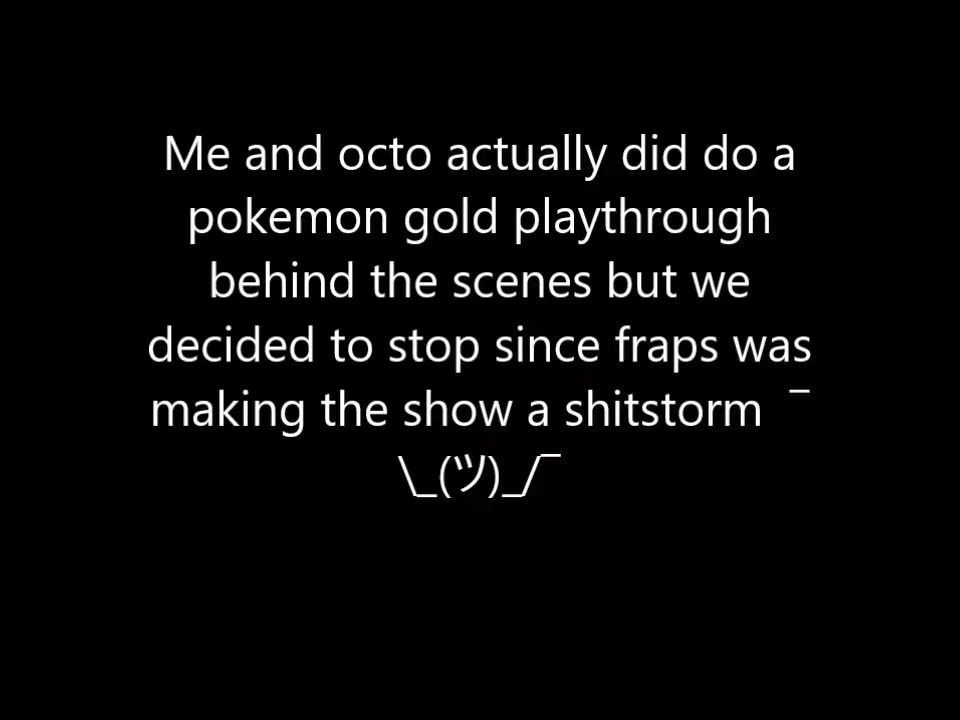 Me and octo actually did do a
pokemon gold playthrough
behind the scenes but we
decided to stop since fraps was
making the show a shitstorm ¯
\_(ツ)_/¯